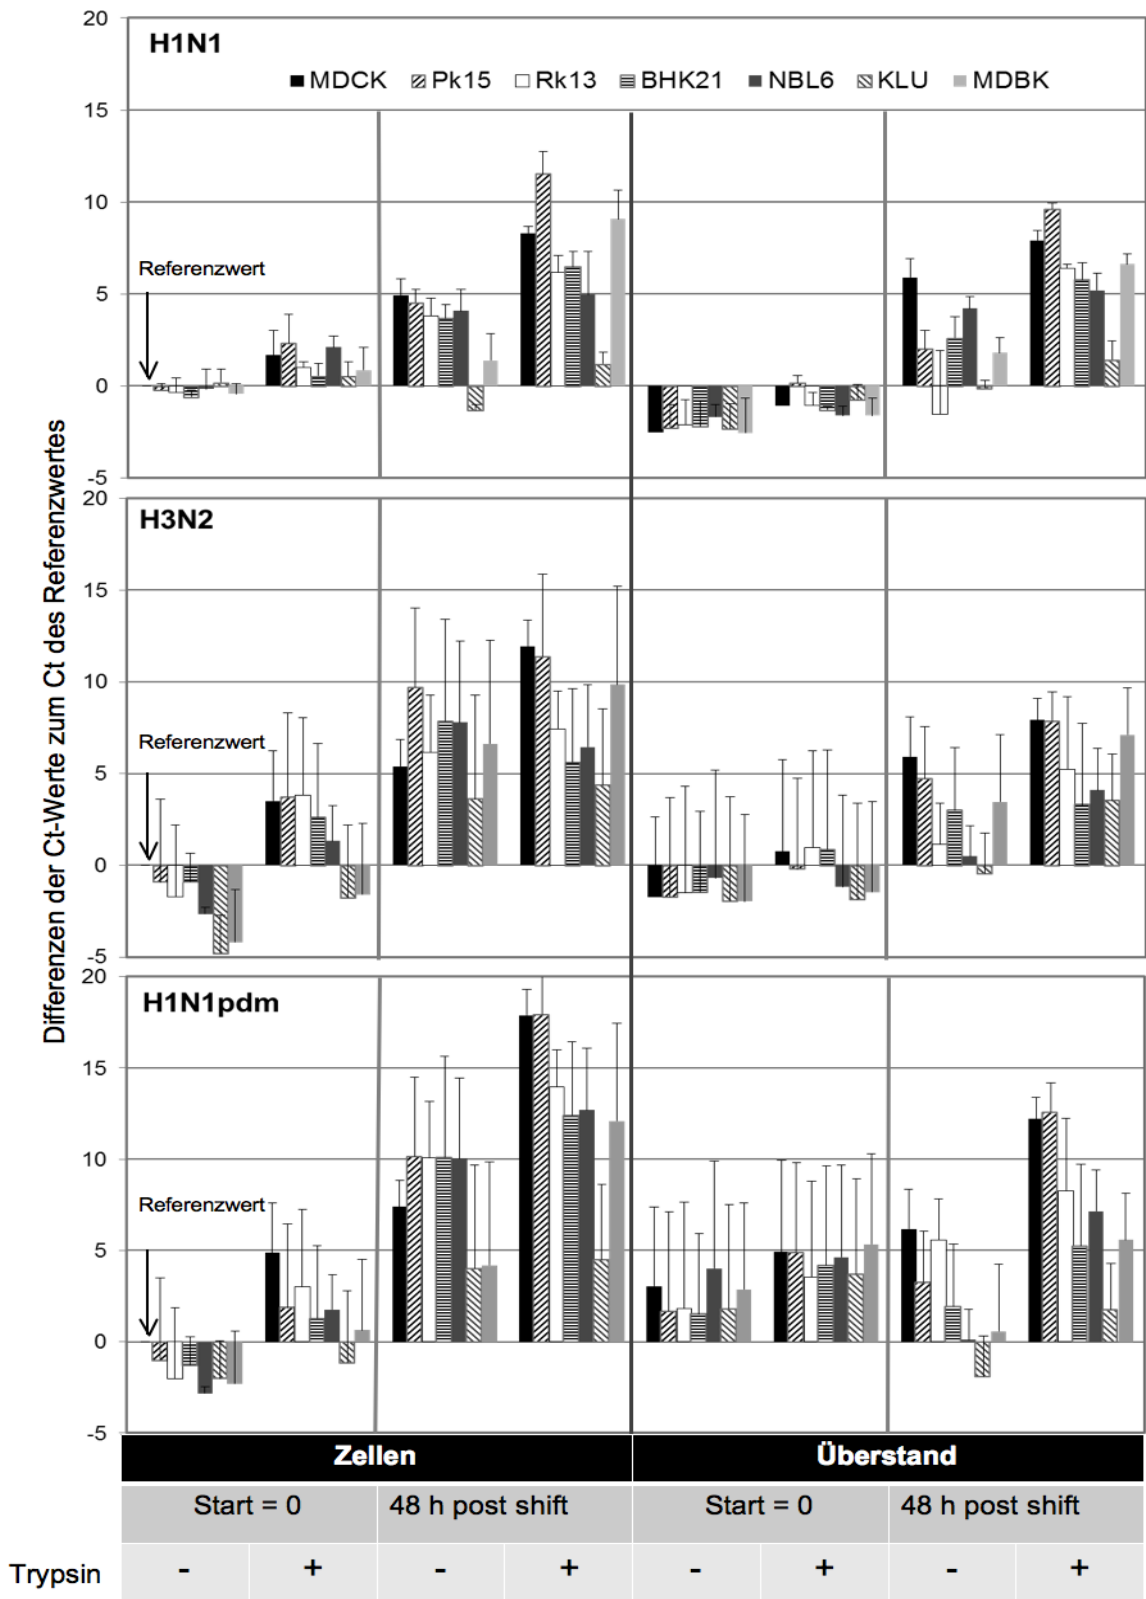 20
H1N1
MDCK Pk15 Rk13 BHK21 NBL6 KLU MDBK
15
10
Referenzwert
5
0
-5
20
H3N2
15
10
Referenzwert
5
0
-5
20
H1N1pdm
15
10
Referenzwert
5
0
-5
Differenzen der Ct-Werte zum Ct des Referenzwertes
Zellen Überstand
Start = 0 48 h post shift Start = 0 48 h post shift
Trypsin - + - + - + - +